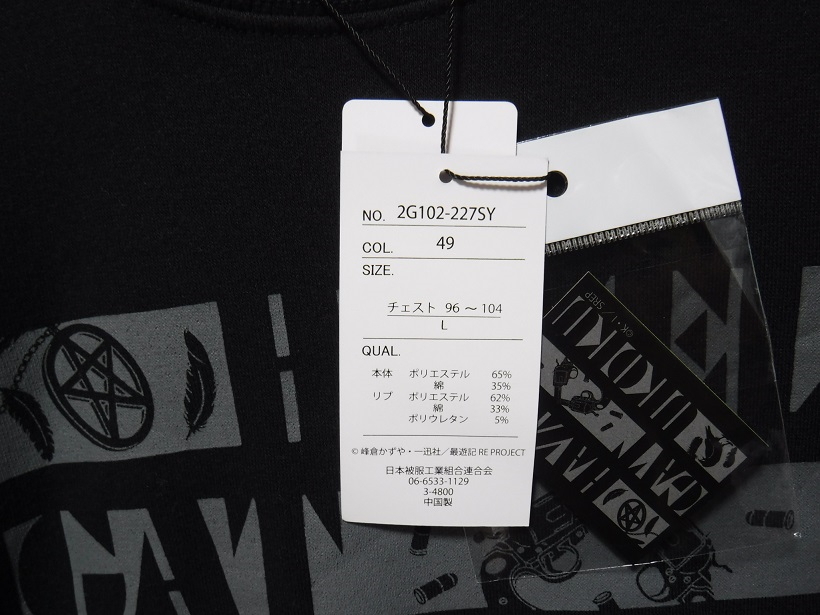 NO. 2G102-227SY
COL. 49
SIZE.
チェスト 96 ～ 104
L
QUAL.
本体 ポリエステル 65%
綿 35%
リブ ポリエステル 62%
綿 33%
ポリウレタン 5%
© 峰倉かずや・一迅社／最遊記 RE PROJECT
日本被服工業組合連合会
06-6533-1129
3-4800
中国製
©K・I／SREP